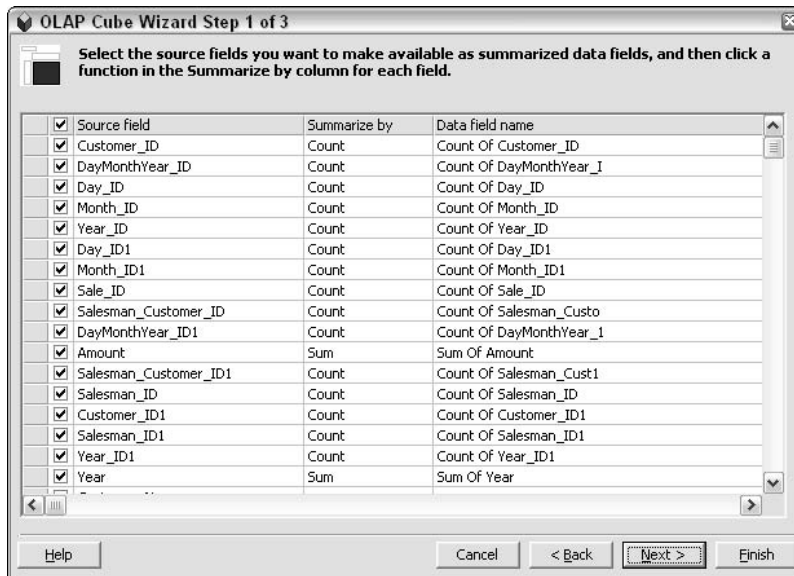 OLAP Cube Wizard Step 1 of 3
Select the source fields you want to make available as summarized data fields, and then click a
function in the Summarize by column for each field.
Source field Summarize by Data field name
Customer_ID Count Count Of Customer_ID
DayMonthYear_ID Count Count Of DayMonthYear_I
Day_ID Count Count Of Day_ID
Month_ID Count Count Of Month_ID
Year_ID Count Count Of Year_ID
Day_ID1 Count Count Of Day_ID1
Month_ID1 Count Count Of Month_ID1
Sale_ID Count Count Of Sale_ID
Salesman_Customer_ID Count Count Of Salesman_Custo
DayMonthYear_ID1 Count Count Of DayMonthYear_1
Amount Sum Sum Of Amount
Salesman_Customer_ID1 Count Count Of Salesman_Cust1
Salesman_ID Count Count Of Salesman_ID
Customer_ID1 Count Count Of Customer_ID1
Salesman_ID1 Count Count Of Salesman_ID1
Year_ID1 Count Count Of Year_ID1
Year Sum Sum Of Year
Help Cancel < Back Next > Finish